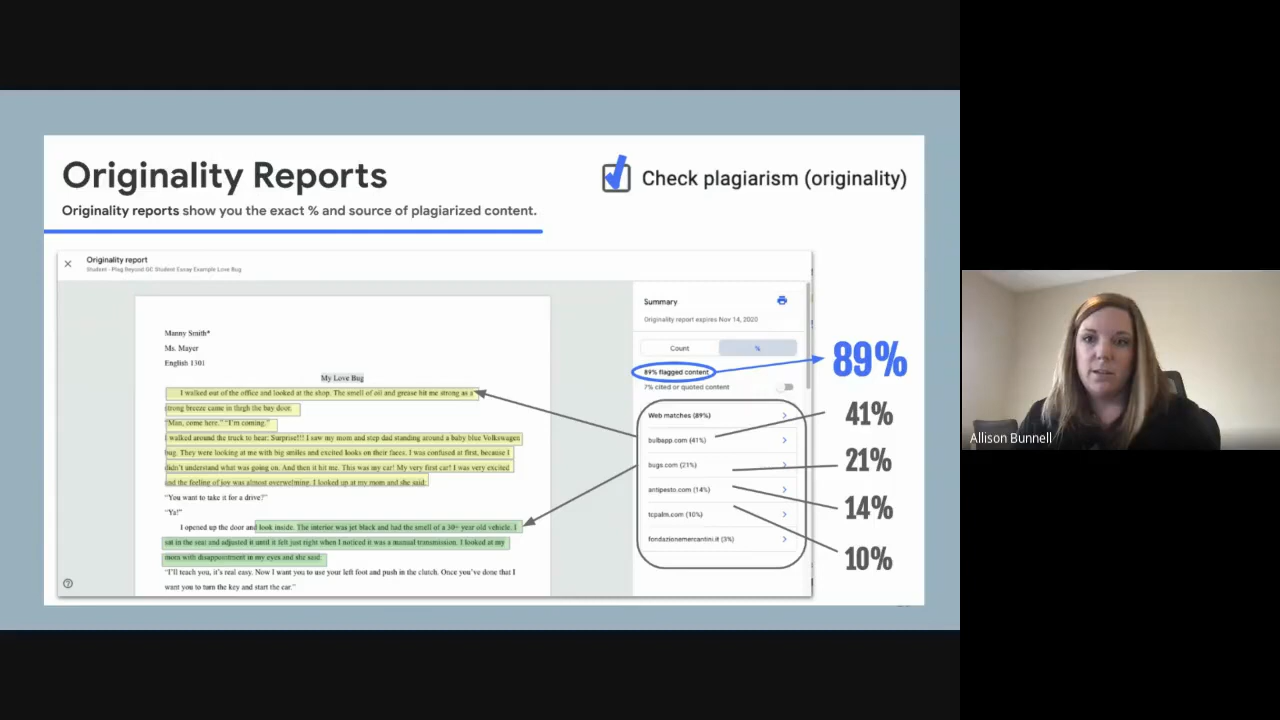 Originality Reports
Check plagiarism (originality)
Originality reports show you the exact % and source of plagiarized content.
Originality report
Student - Plug Beyond GC Student Essay Example Love Bug
Manny Smith*
Ms. Mayer
English 1301
My Love Bug
I walked out of the office and looked at the shop. The smell of oil and grease hit me strong as a
strong breeze came in thrgh the bay door.
"Man, come here." "I'm coming."
I walked around the truck to hear: Surprise!!! I saw my mom and step dad standing around a baby blue Volkswagen
bug. They were looking at me with big smiles and excited looks on their faces. I was confused at first, because I
didn't understand what was going on. And then it hit me. This was my car! My very first car! I was very excited
and the feeling of joy was almost overwelming. I looked up at my mom and she said:
"You want to take it for a drive?"
"Ya!"
I opened up the door and look inside. The interior was jet black and had the smell of a 30+ year old vehicle. I
sat in the seat and adjusted it until it felt just right when I noticed it was a manual transmission. I looked at my
mom with disappointment in my eyes and she said:
"I'll teach you, it's real easy. Now I want you to use your left foot and push in the clutch. Once you've done that I
want you to turn the key and start the car."
Summary
Originality report expires Nov 14, 2020
Count
%
89% flagged content
7% cited or quoted content
Web matches (89%)
bulbapp.com (41%)
bugs.com (21%)
antipesto.com (14%)
tcpalm.com (10%)
fondazionemercantini.it (3%)
89%
41%
21%
14%
10%
Allison Bunnell